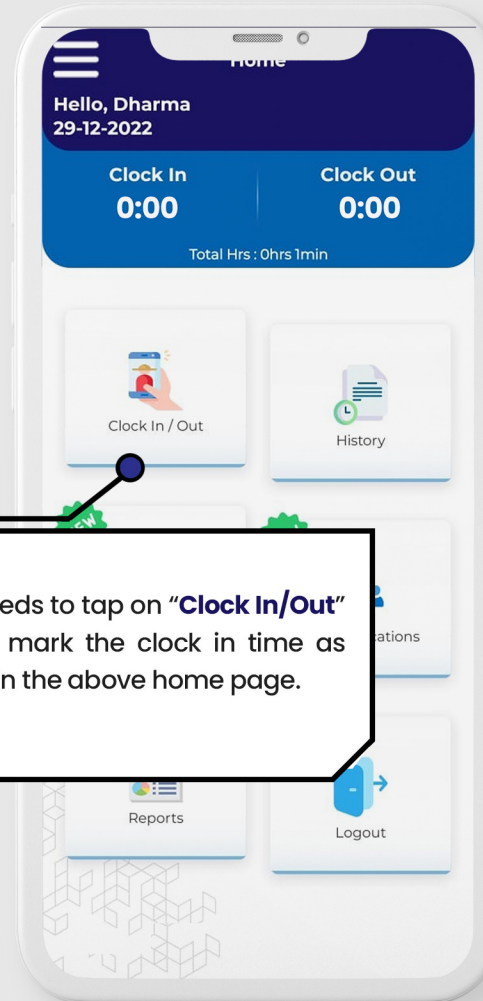 Home
Hello, Dharma
29-12-2022
Clock In
Clock Out
0:00
0:00
Total Hrs : 0hrs 1min
Clock In / Out
History
NEW
eds to tap on “Clock In/Out”
mark the clock in time as
n the above home page.
ations
Reports
Logout